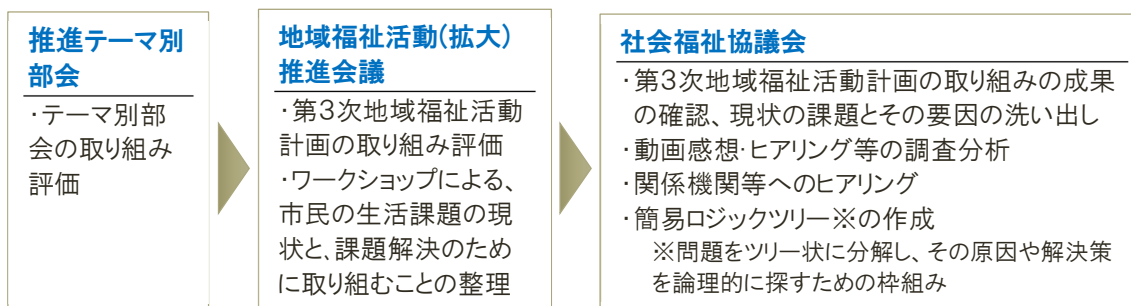 推進テーマ別
部会
・テーマ別部
会の取り組み
評価
地域福祉活動(拡大)
推進会議
・第3次地域福祉活動
計画の取り組み評価
・ワークショップによる、
市民の生活課題の現
状と、課題解決のため
に取り組むことの整理
社会福祉協議会
・第3次地域福祉活動計画の取り組みの成果
の確認、現状の課題とその要因の洗い出し
・動画感想・ヒアリング等の調査分析
・関係機関等へのヒアリング
・簡易ロジックツリー※の作成
※問題をツリー状に分解し、その原因や解決策
を論理的に探すための枠組み